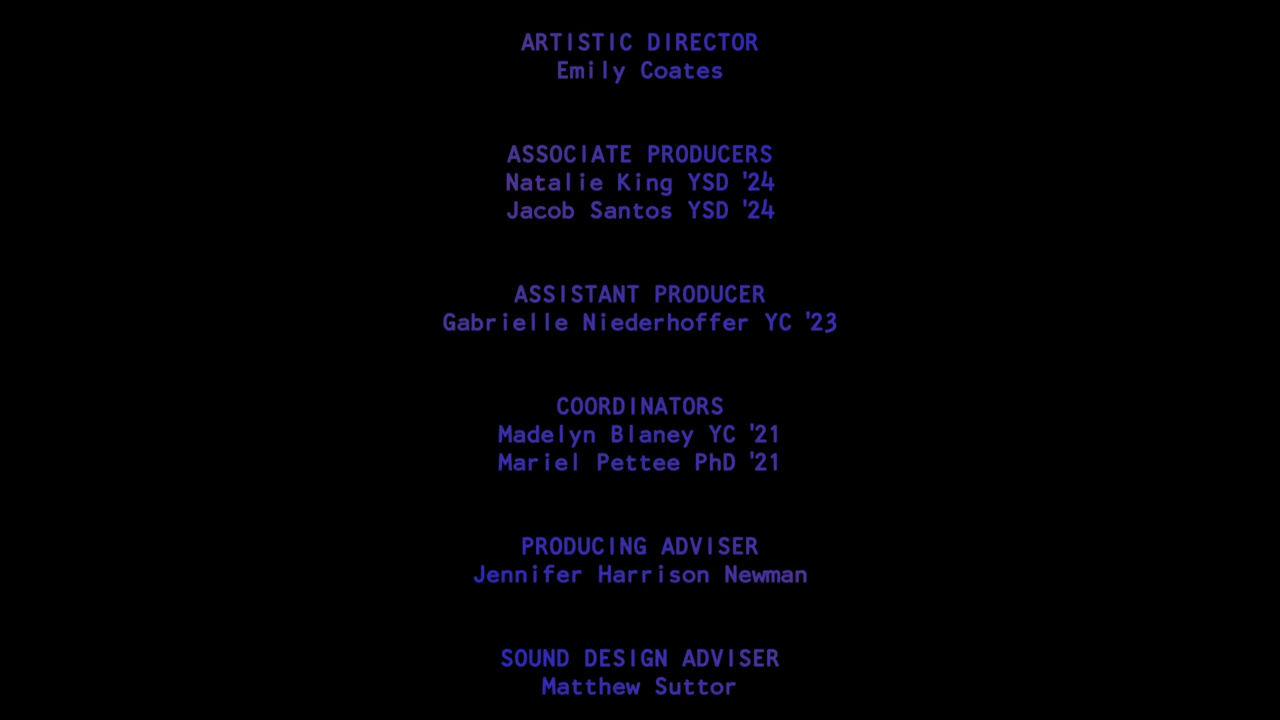 ARTISTIC DIRECTOR
Emily Coates
ASSOCIATE PRODUCERS
Natalie King YSD '24
Jacob Santos YSD '24
ASSISTANT PRODUCER
Gabrielle Niederhoffer YC '23
COORDINATORS
Madelyn Blaney YC '21
Mariel Pettee PhD '21
PRODUCING ADVISER
Jennifer Harrison Newman
SOUND DESIGN ADVISER
Matthew Suttor